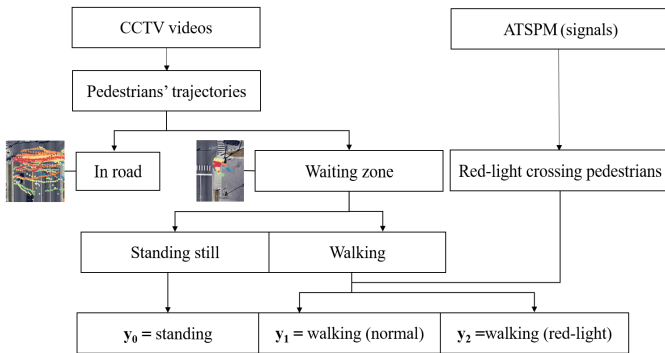 CCTV videos
ATSPM (signals)
Pedestrians’ trajectories
In road
Waiting zone
Red-light crossing pedestrians
Standing still
Walking
y0 = standing
y1 = walking (normal)
y2 =walking (red-light)